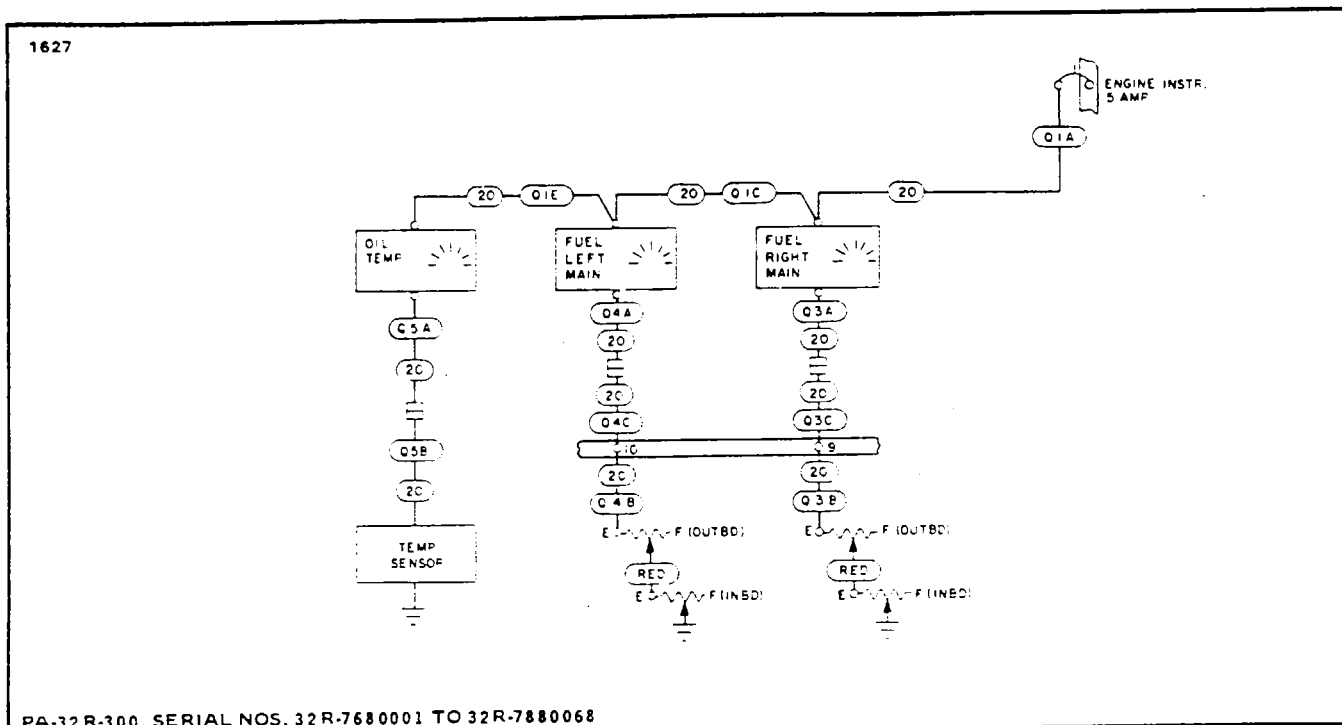 1627
ENGINE INSTR.
5 AMP
Q1A
20
Q1E
20
Q1C
20
OIL
TEMP
FUEL
LEFT
MAIN
FUEL
RIGHT
MAIN
Q5A
20
Q5B
20
TEMP
SENSOR
Q4A
20
20
Q4C
10
20
Q4B
E
F (OUTBD)
RED
E
F (INBD)
Q3A
20
20
Q3C
9
20
Q3B
E
F (OUTBD)
RED
E
F (INBD)
PA-32R-300, SERIAL NOS. 32R-7680001 TO 32R-7880068